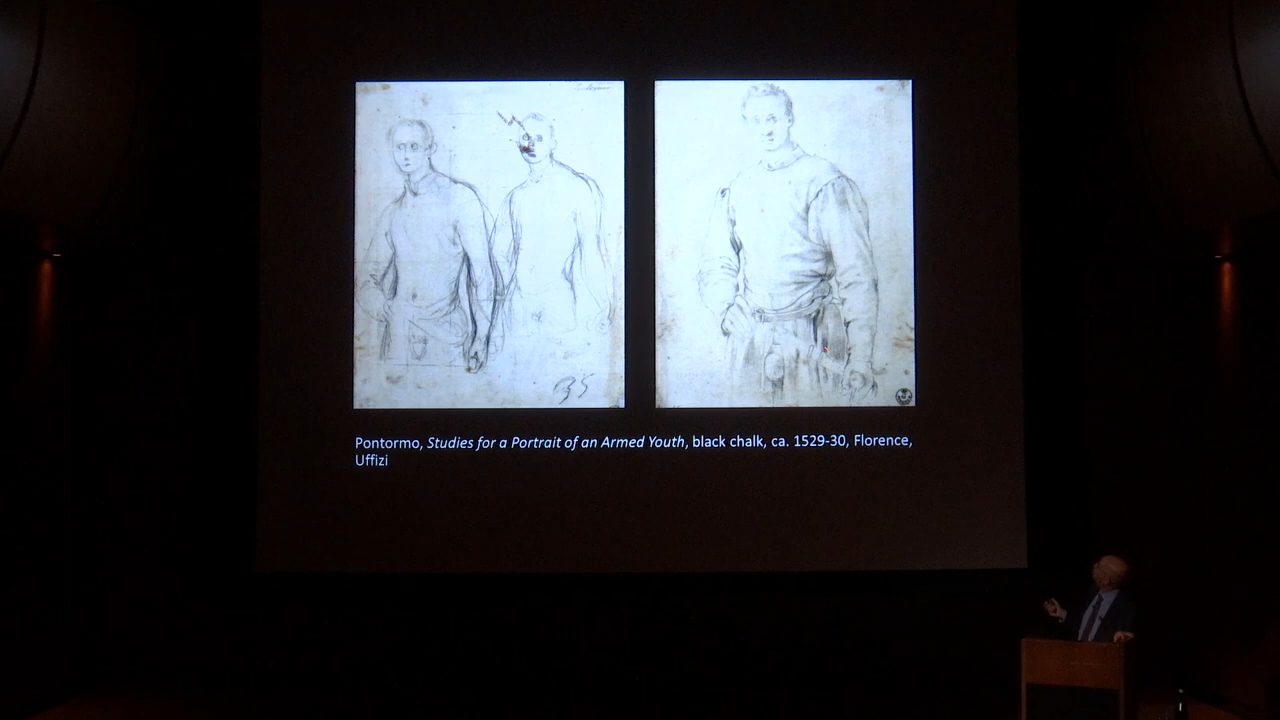 Pontormo, Studies for a Portrait of an Armed Youth, black chalk, ca. 1529-30, Florence,
Uffizi